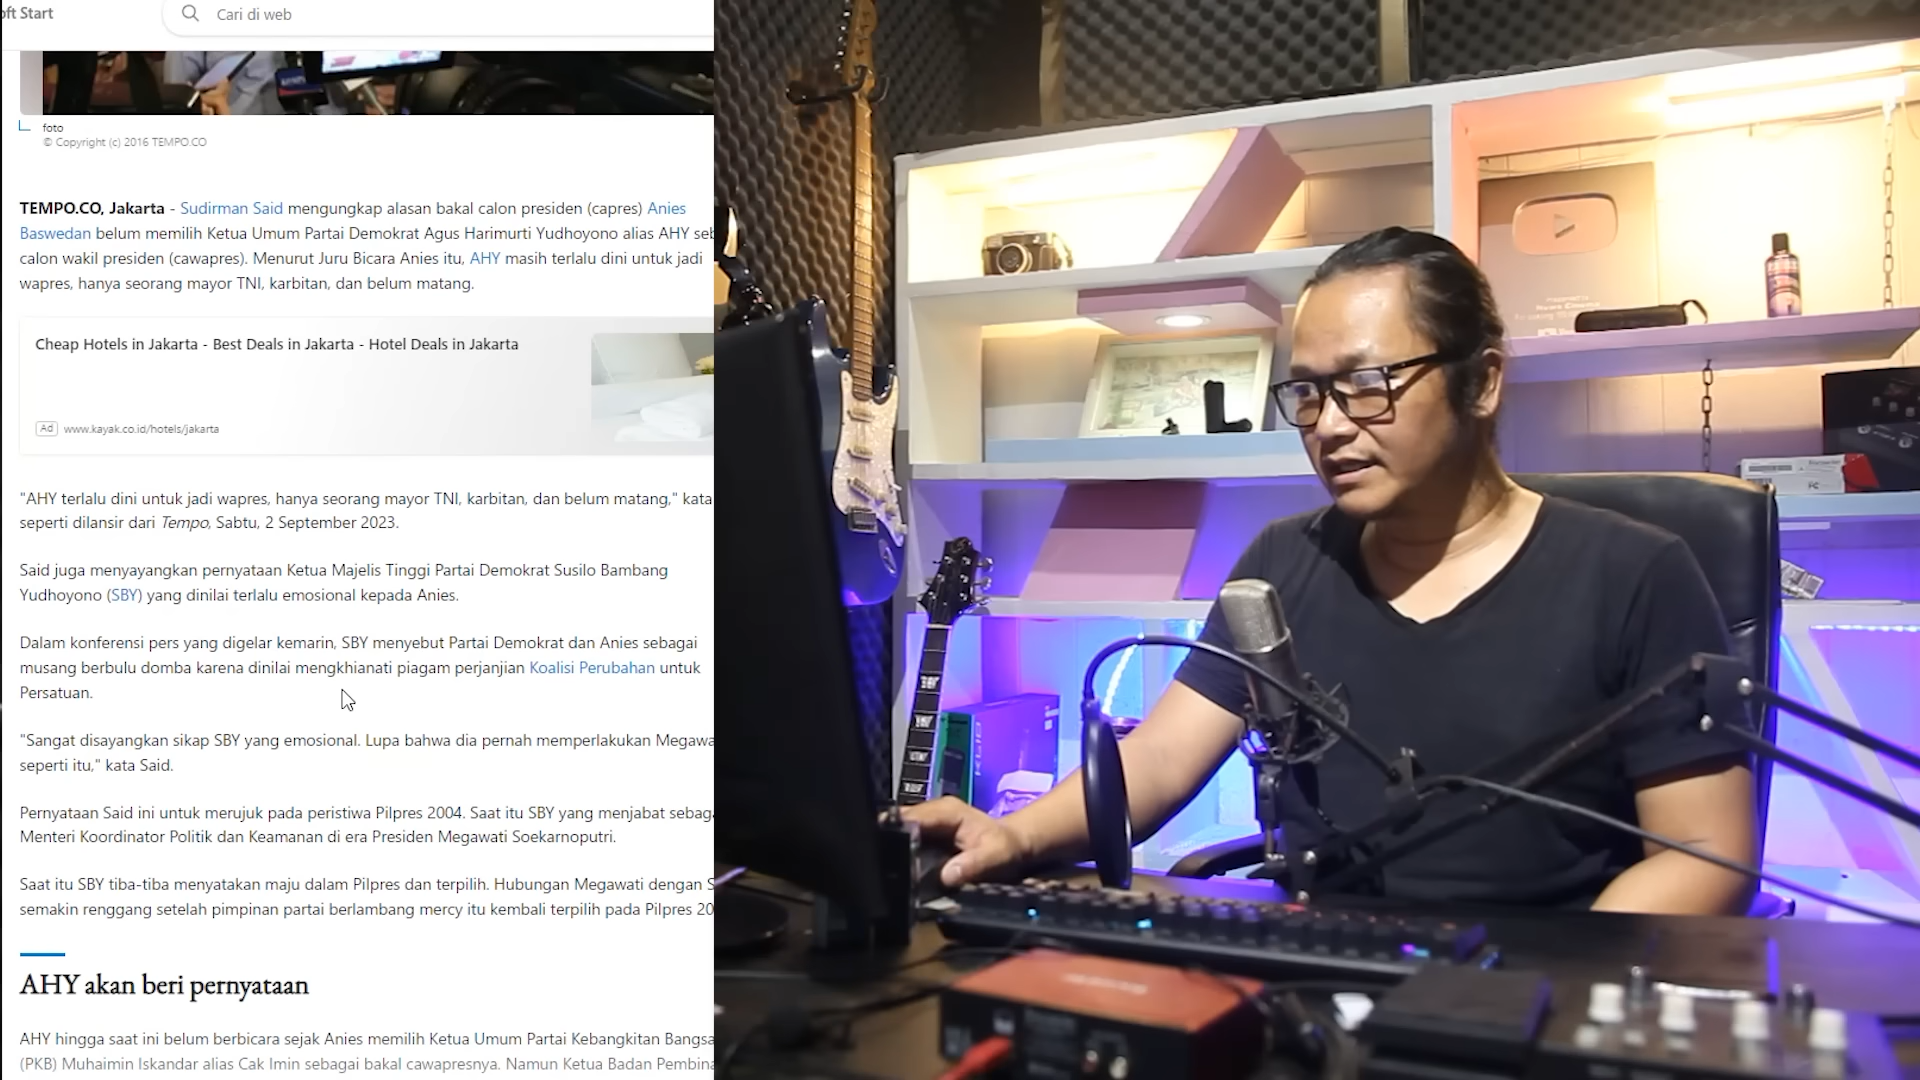 oft Start
Cari di web
foto
© Copyright (c) 2016 TEMPO.CO
TEMPO.CO, Jakarta - Sudirman Said mengungkap alasan bakal calon presiden (capres) Anies
Baswedan belum memilih Ketua Umum Partai Demokrat Agus Harimurti Yudhoyono alias AHY seb
calon wakil presiden (cawapres). Menurut Juru Bicara Anies itu, AHY masih terlalu dini untuk jadi
wapres, hanya seorang mayor TNI, karbitan, dan belum matang.
Cheap Hotels in Jakarta - Best Deals in Jakarta - Hotel Deals in Jakarta
Ad www.kayak.co.id/hotels/jakarta
"AHY terlalu dini untuk jadi wapres, hanya seorang mayor TNI, karbitan, dan belum matang," kata
seperti dilansir dari Tempo, Sabtu, 2 September 2023.
Said juga menyayangkan pernyataan Ketua Majelis Tinggi Partai Demokrat Susilo Bambang
Yudhoyono (SBY) yang dinilai terlalu emosional kepada Anies.
Dalam konferensi pers yang digelar kemarin, SBY menyebut Partai Demokrat dan Anies sebagai
musang berbulu domba karena dinilai mengkhianati piagam perjanjian Koalisi Perubahan untuk
Persatuan.
"Sangat disayangkan sikap SBY yang emosional. Lupa bahwa dia pernah memperlakukan Megawa
seperti itu," kata Said.
Pernyataan Said ini untuk merujuk pada peristiwa Pilpres 2004. Saat itu SBY yang menjabat sebaga
Menteri Koordinator Politik dan Keamanan di era Presiden Megawati Soekarnoputri.
Saat itu SBY tiba-tiba menyatakan maju dalam Pilpres dan terpilih. Hubungan Megawati dengan S
semakin renggang setelah pimpinan partai berlambang mercy itu kembali terpilih pada Pilpres 20
AHY akan beri pernyataan
AHY hingga saat ini belum berbicara sejak Anies memilih Ketua Umum Partai Kebangkitan Bangsa
(PKB) Muhaimin Iskandar alias Cak Imin sebagai bakal cawapresnya. Namun Ketua Badan Pembina